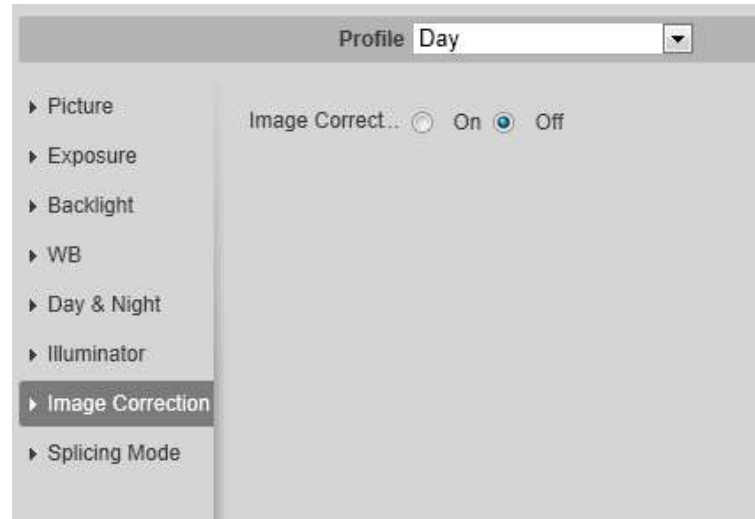 Profile Day
Picture
Image Correct... On Off
Exposure
Backlight
WB
Day & Night
Illuminator
Image Correction
Splicing Mode